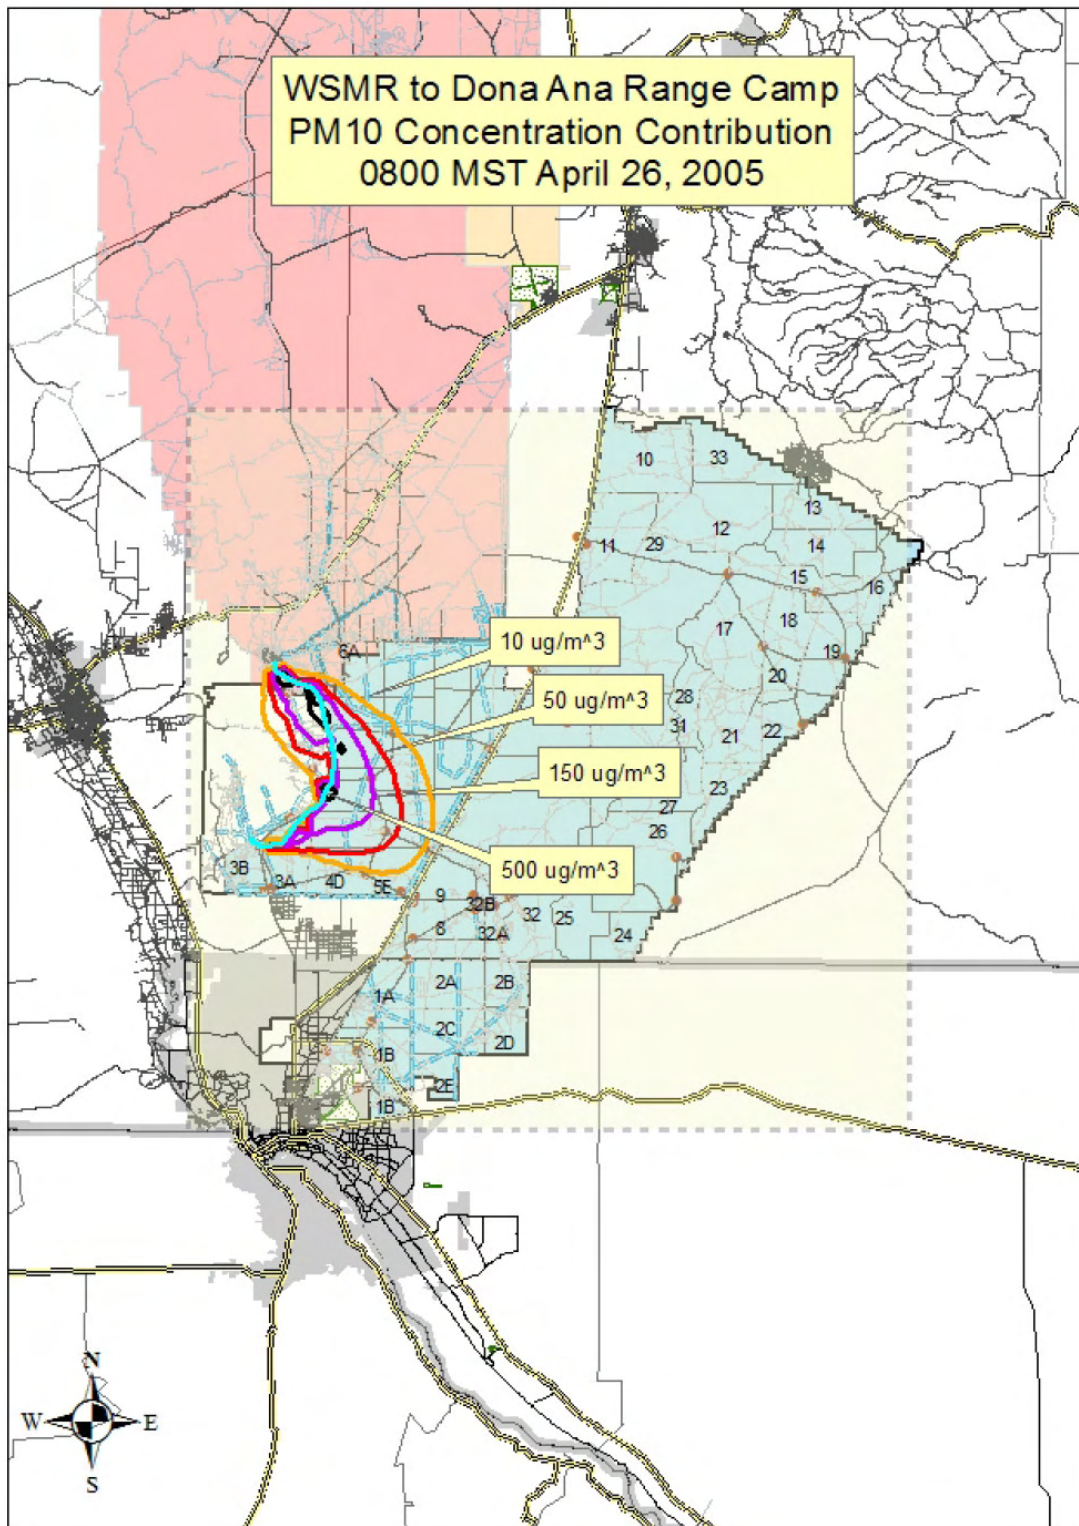 WSMR to Dona Ana Range Camp
PM10 Concentration Contribution
0800 MST April 26, 2005
10
33
13
12
11
29
14
15
16
18
17
19
20
6A
10 ug/m^3
50 ug/m^3
28
31
21
22
150 ug/m^3
23
27
26
500 ug/m^3
3B
3A
4D
5E
9
32B
32
25
8
32A
24
2A
2B
1A
2C
2D
1B
2E
1B
N
W
E
S